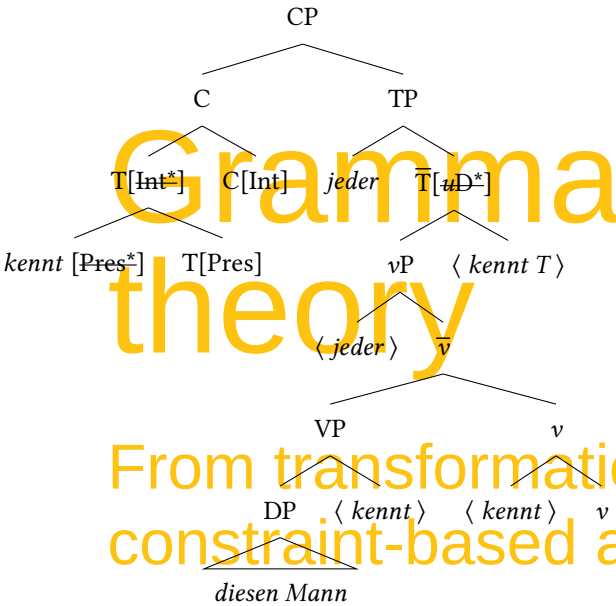 CP
C TP
T[Int*] C[Int] jeder T̅[uD*]
Gramma
kennt [Pres*] T[Pres] vP ⟨ kennt T ⟩
theory
⟨ jeder ⟩ v̅
VP v
From transformatio
DP ⟨ kennt ⟩ ⟨ kennt ⟩ v
constraint-based a
diesen Mann